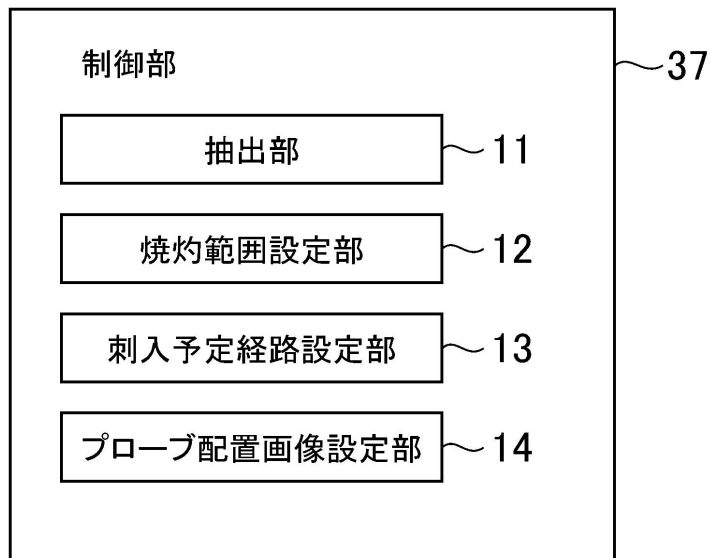 制御部
37
抽出部
11
焼灼範囲設定部
12
刺入予定経路設定部
13
プローブ配置画像設定部
14